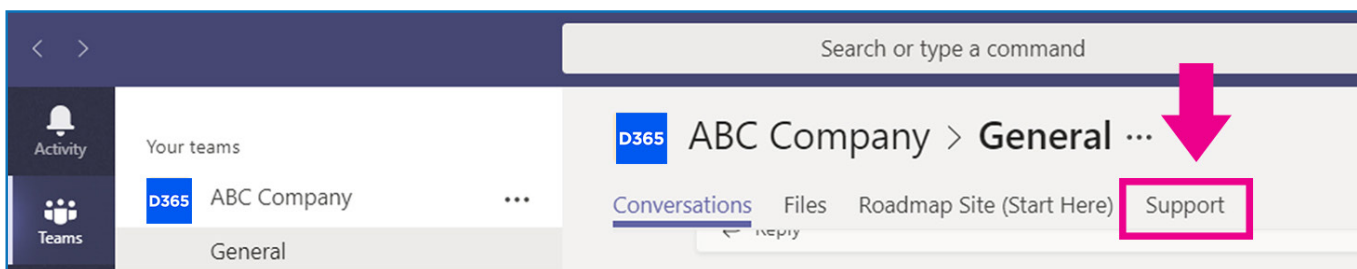 Search or type a command
Activity
Teams
Your teams
D365 ABC Company ...
General
D365 ABC Company > General ...
Conversations Files Roadmap Site (Start Here) Support
Reply